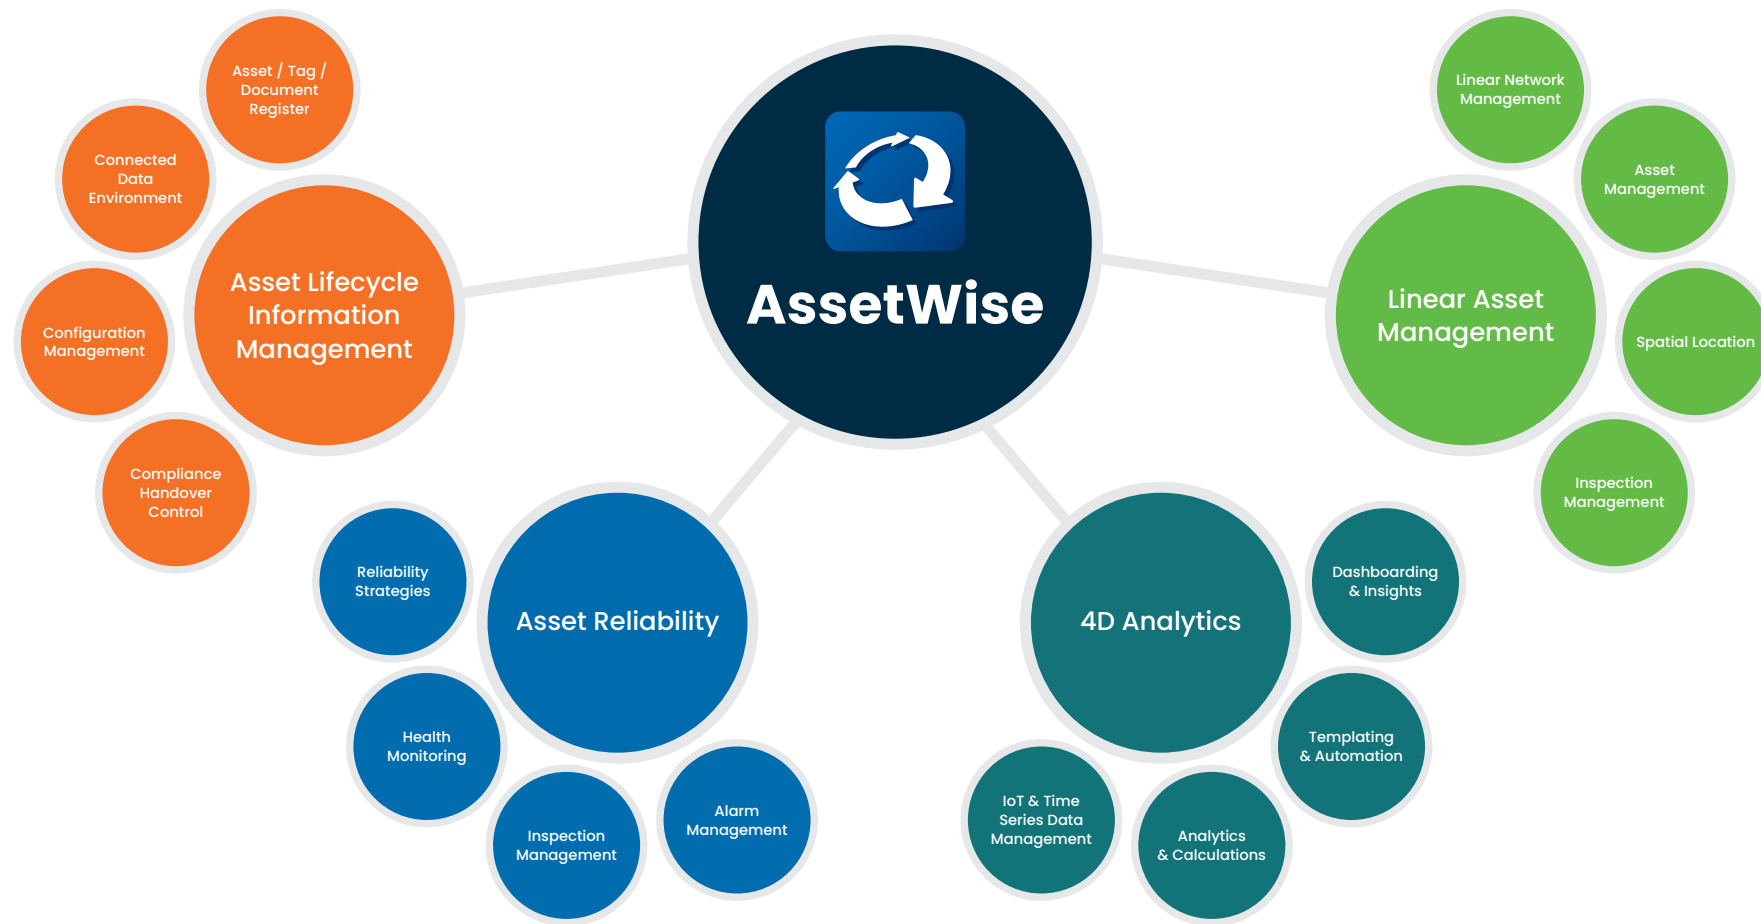 AssetWise
Asset Lifecycle
Information
Management
Asset / Tag /
Document
Register
Connected
Data
Environment
Configuration
Management
Compliance
Handover
Control
Asset Reliability
Reliability
Strategies
Health
Monitoring
Inspection
Management
Alarm
Management
4D Analytics
IoT & Time
Series Data
Management
Analytics
& Calculations
Templating
& Automation
Dashboarding
& Insights
Linear Asset
Management
Linear Network
Management
Asset
Management
Spatial Location
Inspection
Management